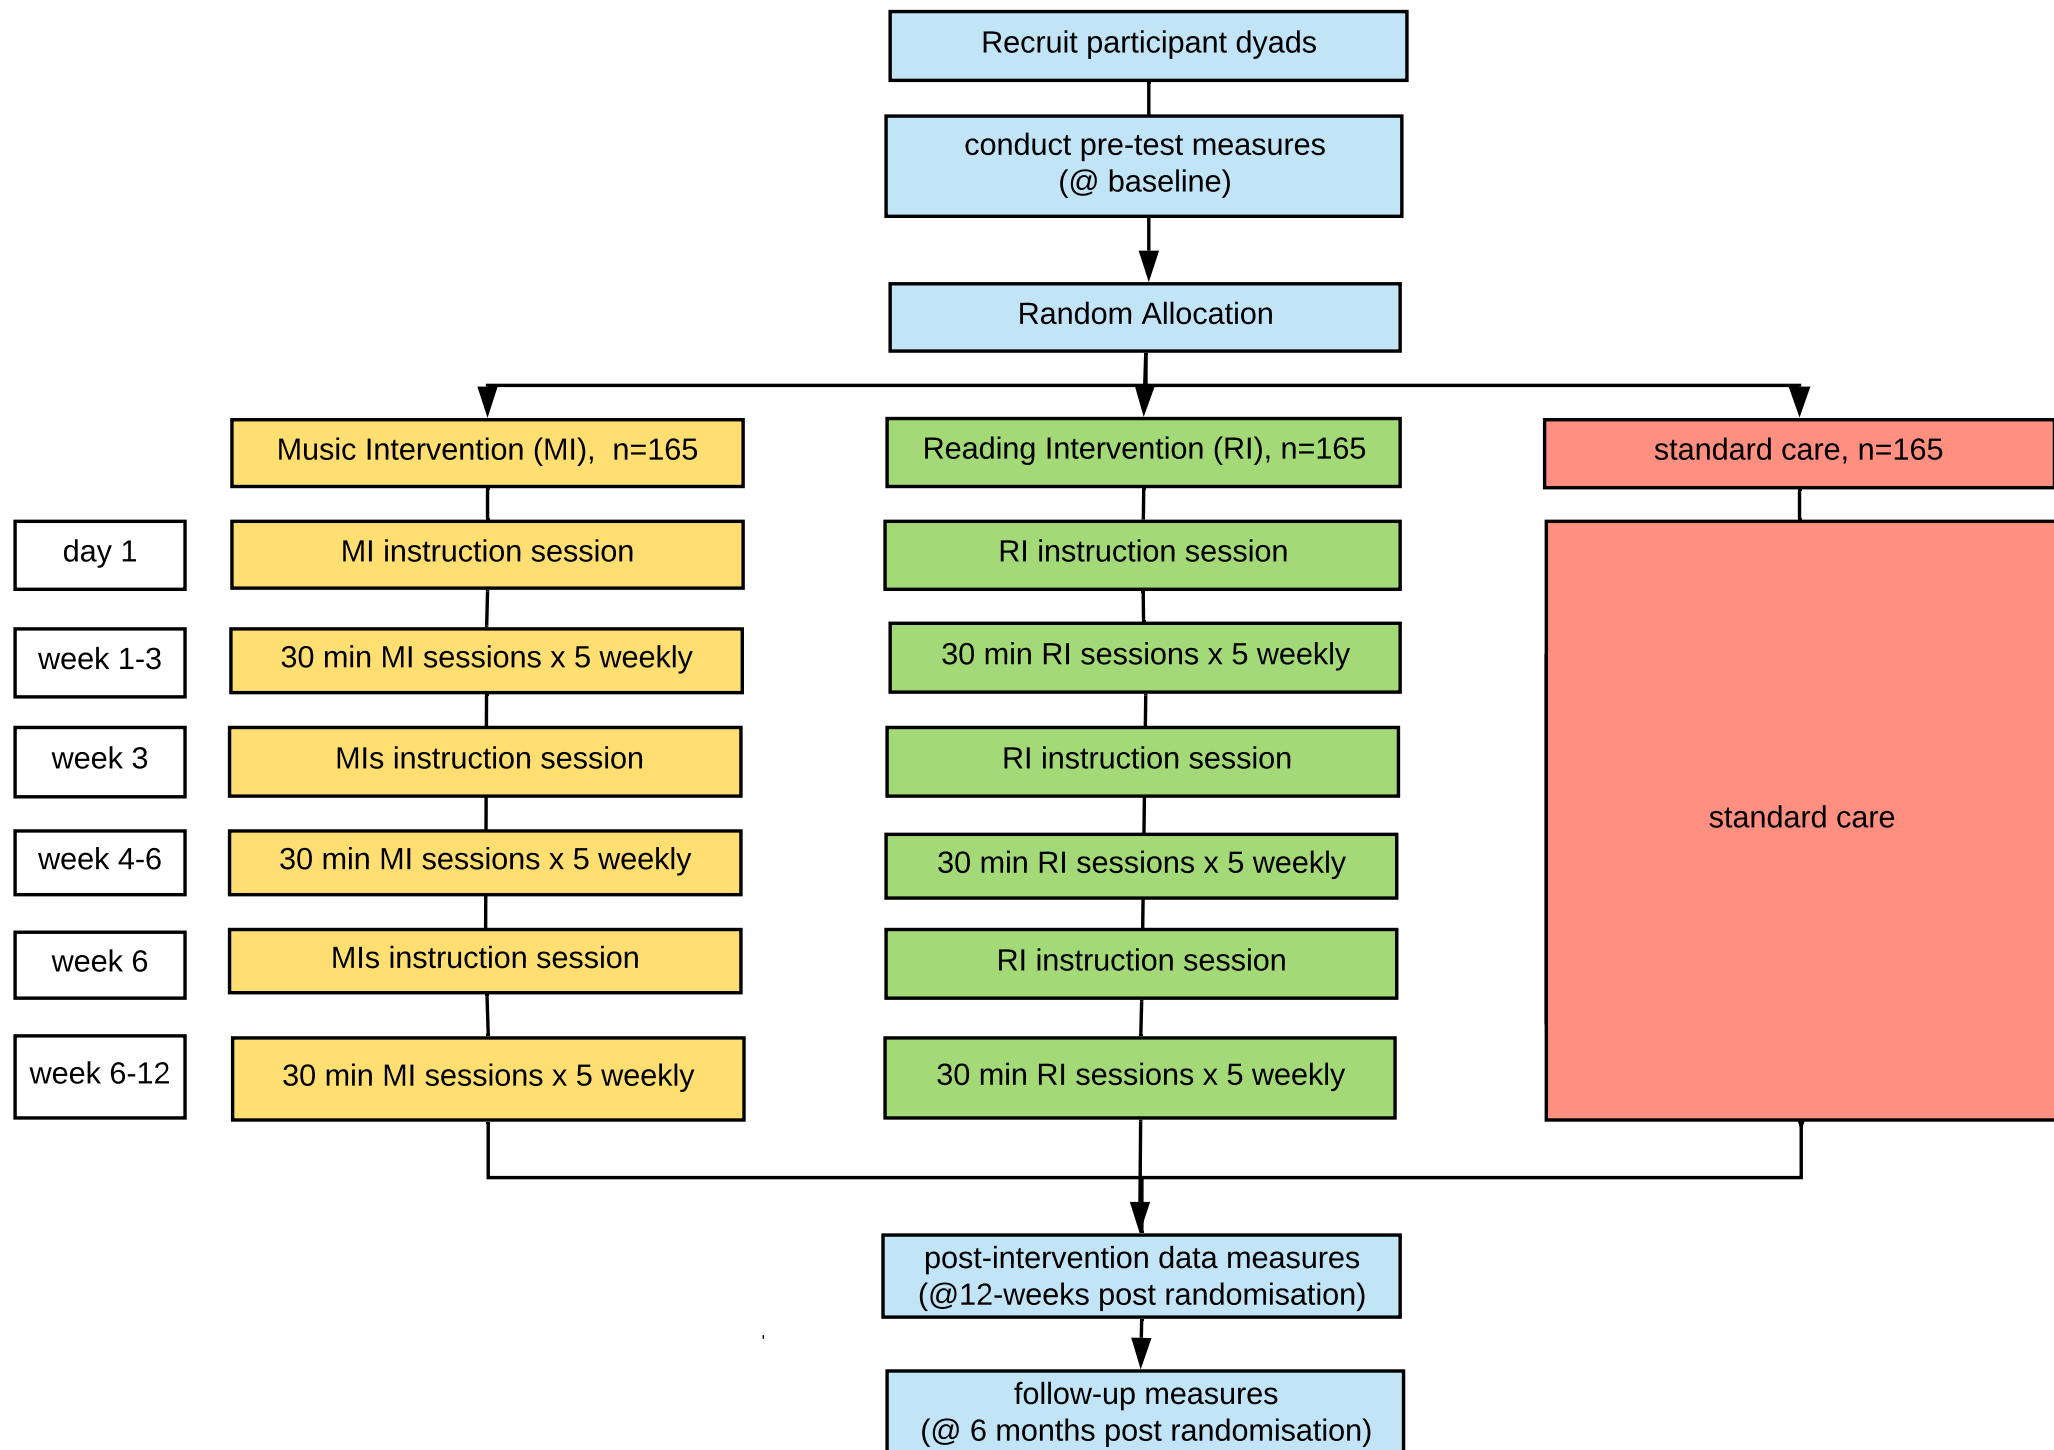 Recruit participant dyads
conduct pre-test measures
(@ baseline)
Random Allocation
Music Intervention (MI),  n=165
Reading Intervention (RI), n=165
standard care, n=165
day 1
MI instruction session
RI instruction session
week 1-3
30 min MI sessions x 5 weekly
30 min RI sessions x 5 weekly
week 3
MIs instruction session
RI instruction session
standard care
week 4-6
30 min MI sessions x 5 weekly
30 min RI sessions x 5 weekly
week 6
MIs instruction session
RI instruction session
week 6-12
30 min MI sessions x 5 weekly
30 min RI sessions x 5 weekly
post-intervention data measures
(@12-weeks post randomisation)
follow-up measures
(@ 6 months post randomisation)